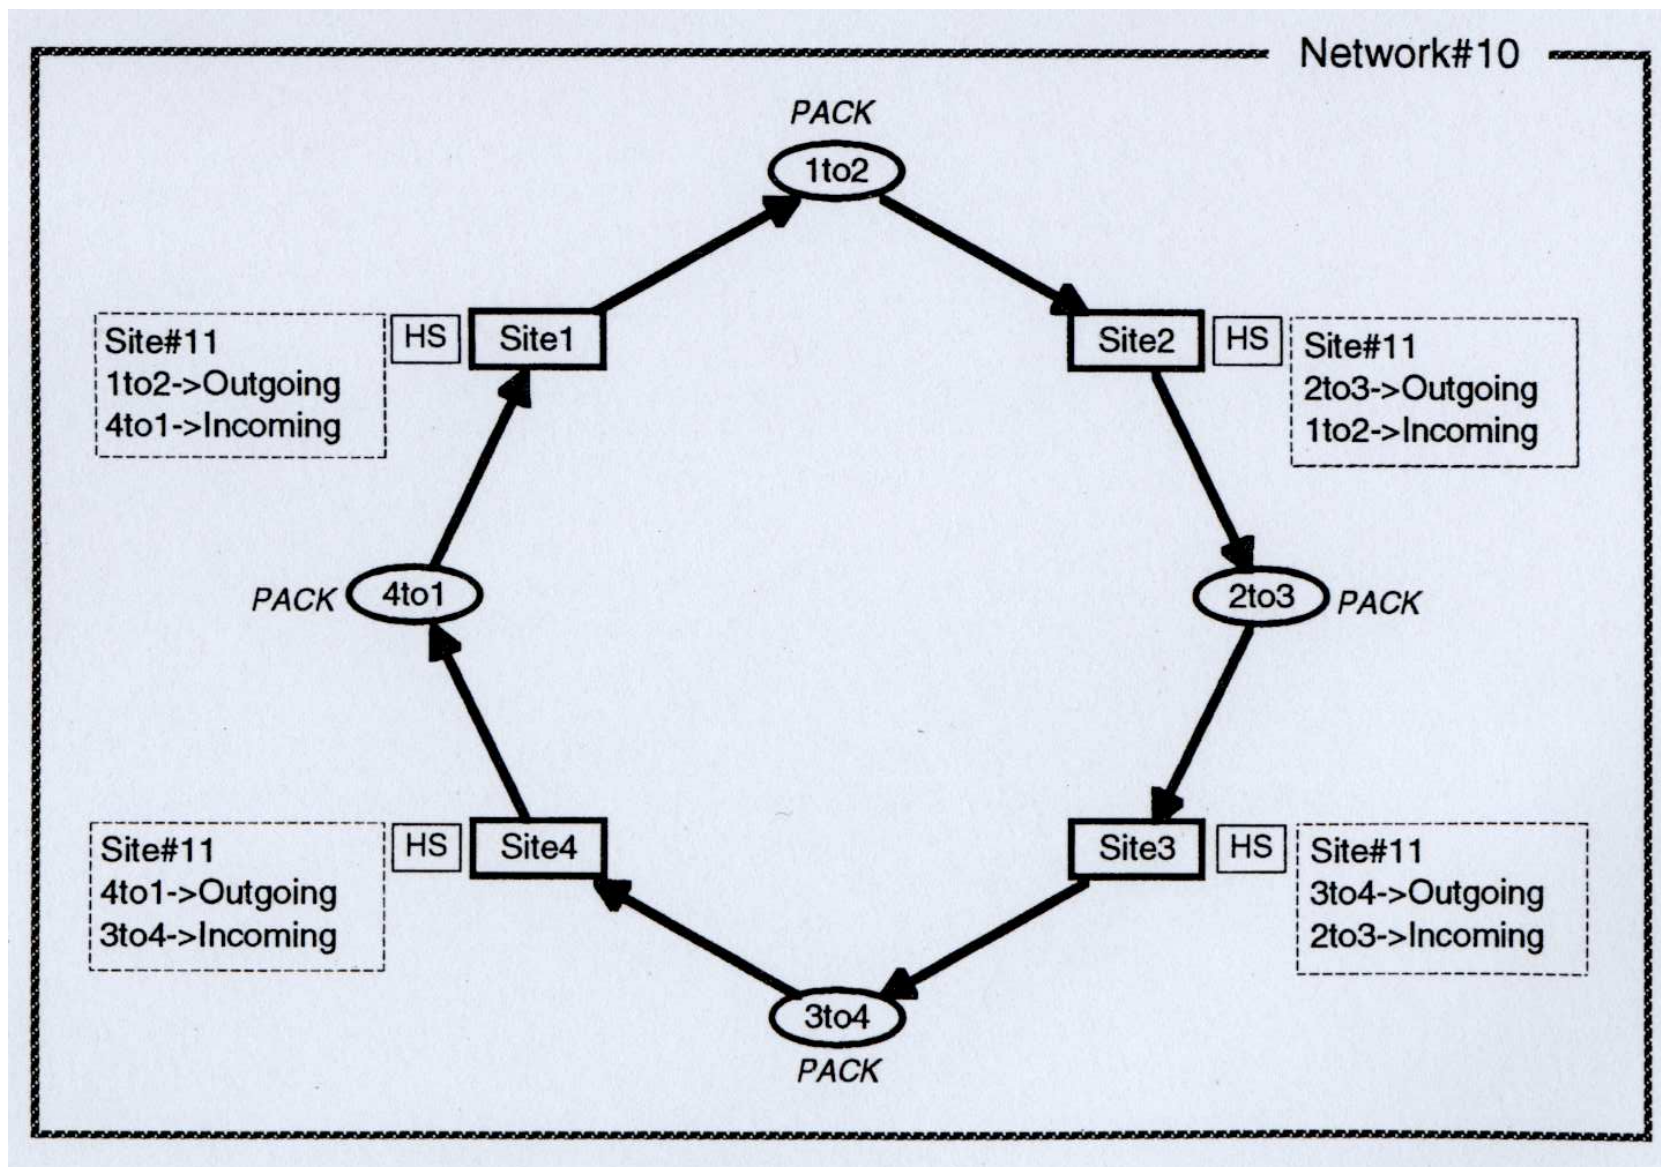 Network#10
PACK
1to2
Site#11
1to2->Outgoing
4to1->Incoming
HS
Site1
Site2
HS
Site#11
2to3->Outgoing
1to2->Incoming
PACK
4to1
2to3
PACK
Site#11
4to1->Outgoing
3to4->Incoming
HS
Site4
Site3
HS
Site#11
3to4->Outgoing
2to3->Incoming
3to4
PACK